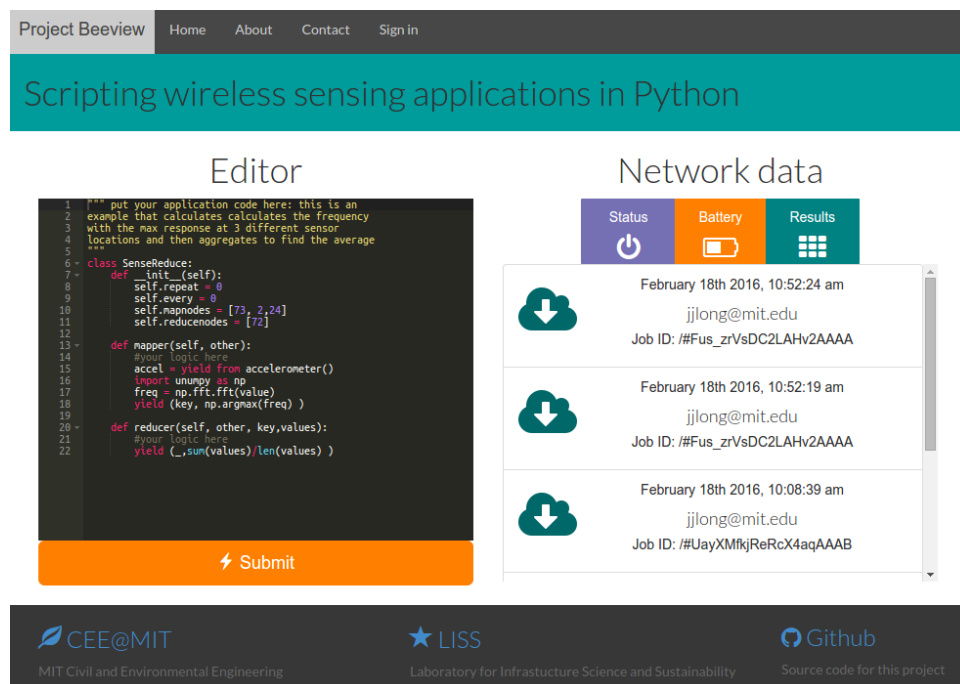 Project Beeview Home About Contact Sign in
Scripting wireless sensing applications in Python
Editor
1 """ put your application code here: this is an
2 example that calculates calculates the frequency
3 with the max response at 3 different sensor
4 locations and then aggregates to find the average
5 """
6 class SenseReduce:
7     def __init__(self):
8         self.repeat = 0
9         self.every = 0
10         self.mapnodes = [73, 2,24]
11         self.reducenodes = [72]
12
13     def mapper(self, other):
14         #your logic here
15         accel = yield from accelerometer()
16         import unumpy as np
17         freq = np.fft.fft(value)
18         yield (key, np.argmax(freq) )
19
20     def reducer(self, other, key,values):
21         #your logic here
22         yield (_,sum(values)/len(values) )
Submit
Network data
Status Battery Results
February 18th 2016, 10:52:24 am
jjlong@mit.edu
Job ID: /#Fus_zrVsDC2LAHv2AAAA
February 18th 2016, 10:52:19 am
jjlong@mit.edu
Job ID: /#Fus_zrVsDC2LAHv2AAAA
February 18th 2016, 10:08:39 am
jjlong@mit.edu
Job ID: /#UayXMfkjReRcX4aqAAAB
CEE@MIT
MIT Civil and Environmental Engineering
LISS
Laboratory for Infrastucture Science and Sustainability
Github
Source code for this project